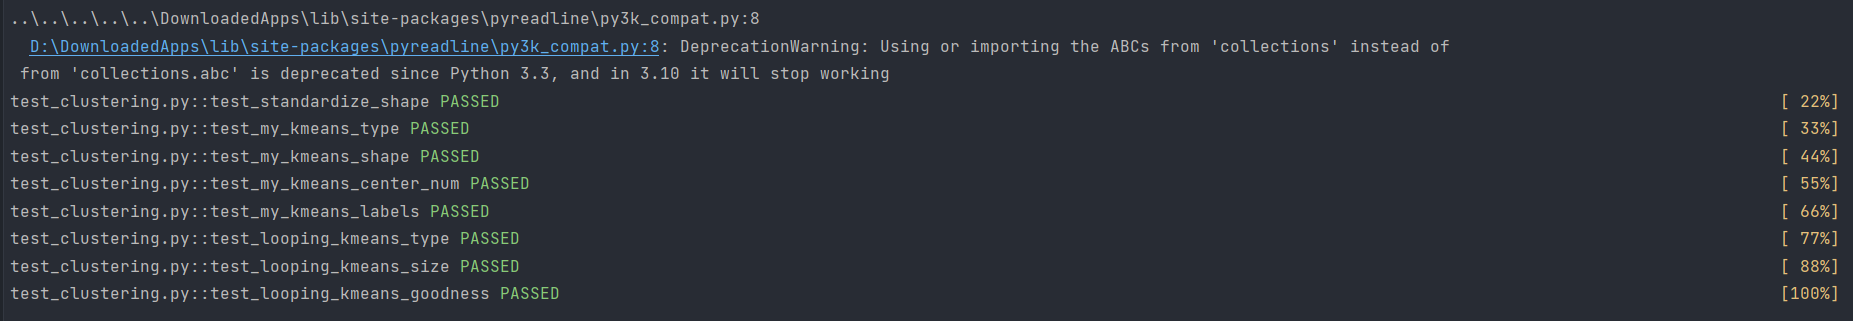 ..\..\..\..\..\DownloadedApps\lib\site-packages\pyreadline\py3k_compat.py:8
D:\DownloadedApps\lib\site-packages\pyreadline\py3k_compat.py:8: DeprecationWarning: Using or importing the ABCs from 'collections' instead of
from 'collections.abc' is deprecated since Python 3.3, and in 3.10 it will stop working
test_clustering.py::test_standardize_shape PASSED [ 22%]
test_clustering.py::test_my_kmeans_type PASSED [ 33%]
test_clustering.py::test_my_kmeans_shape PASSED [ 44%]
test_clustering.py::test_my_kmeans_center_num PASSED [ 55%]
test_clustering.py::test_my_kmeans_labels PASSED [ 66%]
test_clustering.py::test_looping_kmeans_type PASSED [ 77%]
test_clustering.py::test_looping_kmeans_size PASSED [ 88%]
test_clustering.py::test_looping_kmeans_goodness PASSED [100%]